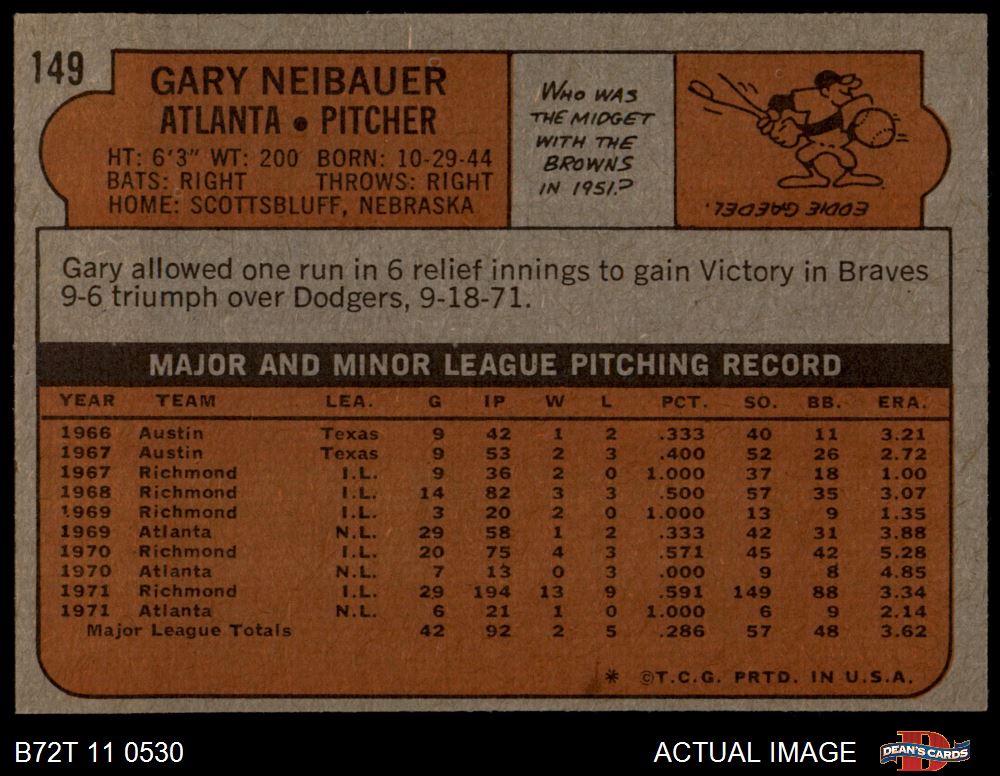 149
GARY NEIBAUER
ATLANTA • PITCHER
HT: 6'3" WT: 200 BORN: 10-29-44
BATS: RIGHT THROWS: RIGHT
HOME: SCOTTSBLUFF, NEBRASKA
WHO WAS
THE MIDGET
WITH THE
BROWNS
IN 1951?
EDDIE GAEDEL.
Gary allowed one run in 6 relief innings to gain Victory in Braves
9-6 triumph over Dodgers, 9-18-71.
MAJOR AND MINOR LEAGUE PITCHING RECORD
YEAR TEAM LEA. G IP W L PCT. SO. BB. ERA.
1966 Austin Texas 9 42 1 2 .333 40 11 3.21
1967 Austin Texas 9 53 2 3 .400 52 26 2.72
1967 Richmond I.L. 9 36 2 0 1.000 37 18 1.00
1968 Richmond I.L. 14 82 3 3 .500 57 35 3.07
1969 Richmond I.L. 3 20 2 0 1.000 13 9 1.35
1969 Atlanta N.L. 29 58 1 2 .333 42 31 3.88
1970 Richmond I.L. 20 75 4 3 .571 45 42 5.28
1970 Atlanta N.L. 7 13 0 3 .000 9 8 4.85
1971 Richmond I.L. 29 194 13 9 .591 149 88 3.34
1971 Atlanta N.L. 6 21 1 0 1.000 6 9 2.14
Major League Totals 42 92 2 5 .286 57 48 3.62
* ©T.C.G. PRTD. IN U.S.A.
B72T 11 0530
ACTUAL IMAGE
D
DEAN'S CARDS